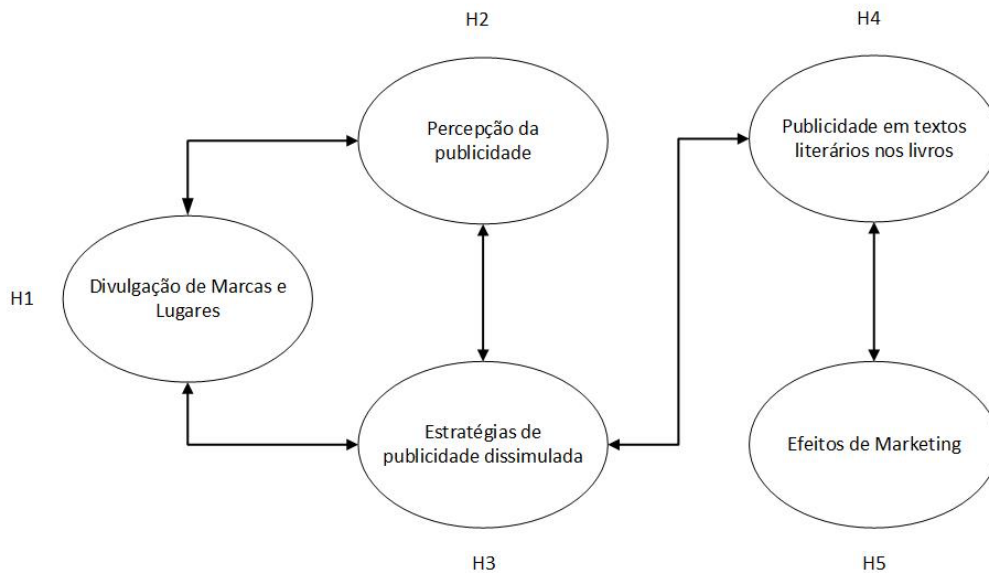 H2
H4
Percepção da
publicidade
Publicidade em textos
literários nos livros
H1
Divulgação de Marcas e
Lugares
Estratégias de
publicidade dissimulada
Efeitos de Marketing
H3
H5